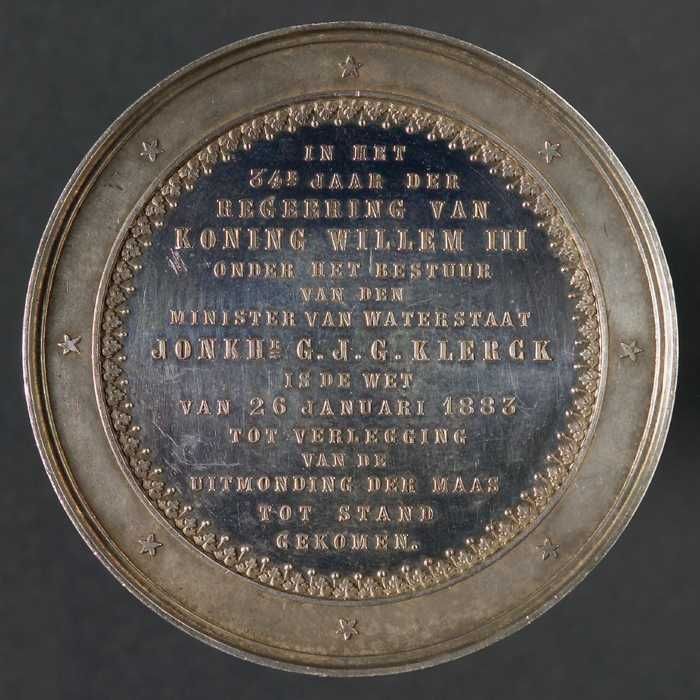 IN HET
34E JAAR DER
REGEERING VAN
KONING WILLEM III
ONDER HET BESTUUR
VAN DEN
MINISTER VAN WATERSTAAT
JONKHR G. J. G. KLERCK
IS DE WET
VAN 26 JANUARI 1883
TOT VERLEGGING
VAN DE
UITMONDING DER MAAS
TOT STAND
GEKOMEN.